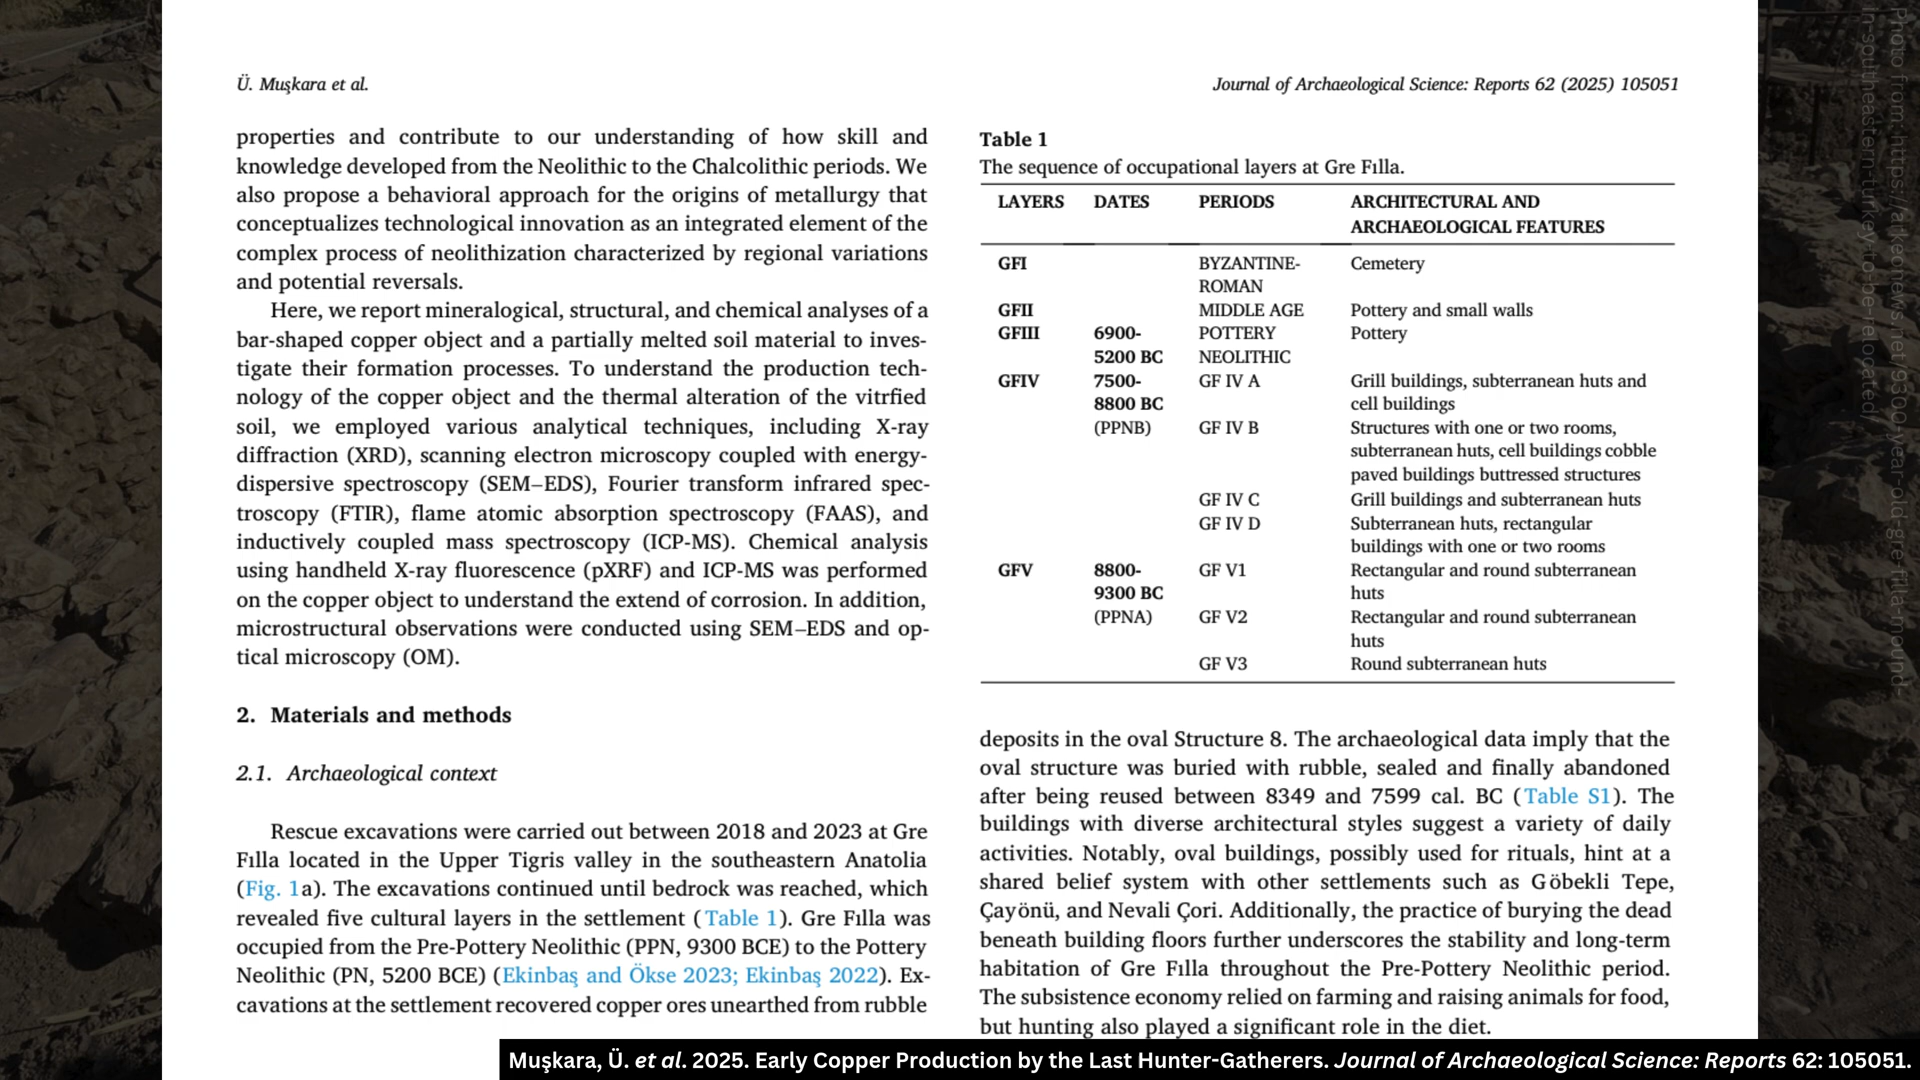 Ü. Muşkara et al.
Journal of Archaeological Science: Reports 62 (2025) 105051
properties and contribute to our understanding of how skill and
knowledge developed from the Neolithic to the Chalcolithic periods. We
also propose a behavioral approach for the origins of metallurgy that
conceptualizes technological innovation as an integrated element of the
complex process of neolithization characterized by regional variations
and potential reversals.
Here, we report mineralogical, structural, and chemical analyses of a
bar-shaped copper object and a partially melted soil material to inves-
tigate their formation processes. To understand the production tech-
nology of the copper object and the thermal alteration of the vitrfied
soil, we employed various analytical techniques, including X-ray
diffraction (XRD), scanning electron microscopy coupled with energy-
dispersive spectroscopy (SEM–EDS), Fourier transform infrared spec-
troscopy (FTIR), flame atomic absorption spectroscopy (FAAS), and
inductively coupled mass spectroscopy (ICP-MS). Chemical analysis
using handheld X-ray fluorescence (pXRF) and ICP-MS was performed
on the copper object to understand the extend of corrosion. In addition,
microstructural observations were conducted using SEM–EDS and op-
tical microscopy (OM).
2. Materials and methods
2.1. Archaeological context
Rescue excavations were carried out between 2018 and 2023 at Gre
Fılla located in the Upper Tigris valley in the southeastern Anatolia
(Fig. 1a). The excavations continued until bedrock was reached, which
revealed five cultural layers in the settlement (Table 1). Gre Fılla was
occupied from the Pre-Pottery Neolithic (PPN, 9300 BCE) to the Pottery
Neolithic (PN, 5200 BCE) (Ekinbaş and Ökse 2023; Ekinbaş 2022). Ex-
cavations at the settlement recovered copper ores unearthed from rubble
Table 1
The sequence of occupational layers at Gre Fılla.
LAYERS DATES PERIODS ARCHITECTURAL AND
ARCHAEOLOGICAL FEATURES
GFI BYZANTINE- Cemetery
ROMAN
GFII MIDDLE AGE Pottery and small walls
GFIII 6900- POTTERY Pottery
5200 BC NEOLITHIC
GFIV 7500- GF IV A Grill buildings, subterranean huts and
8800 BC cell buildings
(PPNB) GF IV B Structures with one or two rooms,
subterranean huts, cell buildings cobble
paved buildings buttressed structures
GF IV C Grill buildings and subterranean huts
GF IV D Subterranean huts, rectangular
buildings with one or two rooms
GFV 8800- GF V1 Rectangular and round subterranean
9300 BC huts
(PPNA) GF V2 Rectangular and round subterranean
huts
GF V3 Round subterranean huts
deposits in the oval Structure 8. The archaeological data imply that the
oval structure was buried with rubble, sealed and finally abandoned
after being reused between 8349 and 7599 cal. BC (Table S1). The
buildings with diverse architectural styles suggest a variety of daily
activities. Notably, oval buildings, possibly used for rituals, hint at a
shared belief system with other settlements such as Göbekli Tepe,
Çayönü, and Nevali Çori. Additionally, the practice of burying the dead
beneath building floors further underscores the stability and long-term
habitation of Gre Fılla throughout the Pre-Pottery Neolithic period.
The subsistence economy relied on farming and raising animals for food,
but hunting also played a significant role in the diet.
Muşkara, Ü. et al. 2025. Early Copper Production by the Last Hunter-Gatherers. Journal of Archaeological Science: Reports 62: 105051.
Photo from: https://arkeonews.net/9300-year-old-gre-filla-mound-
in-southeastern-turkey-to-be-relocated/